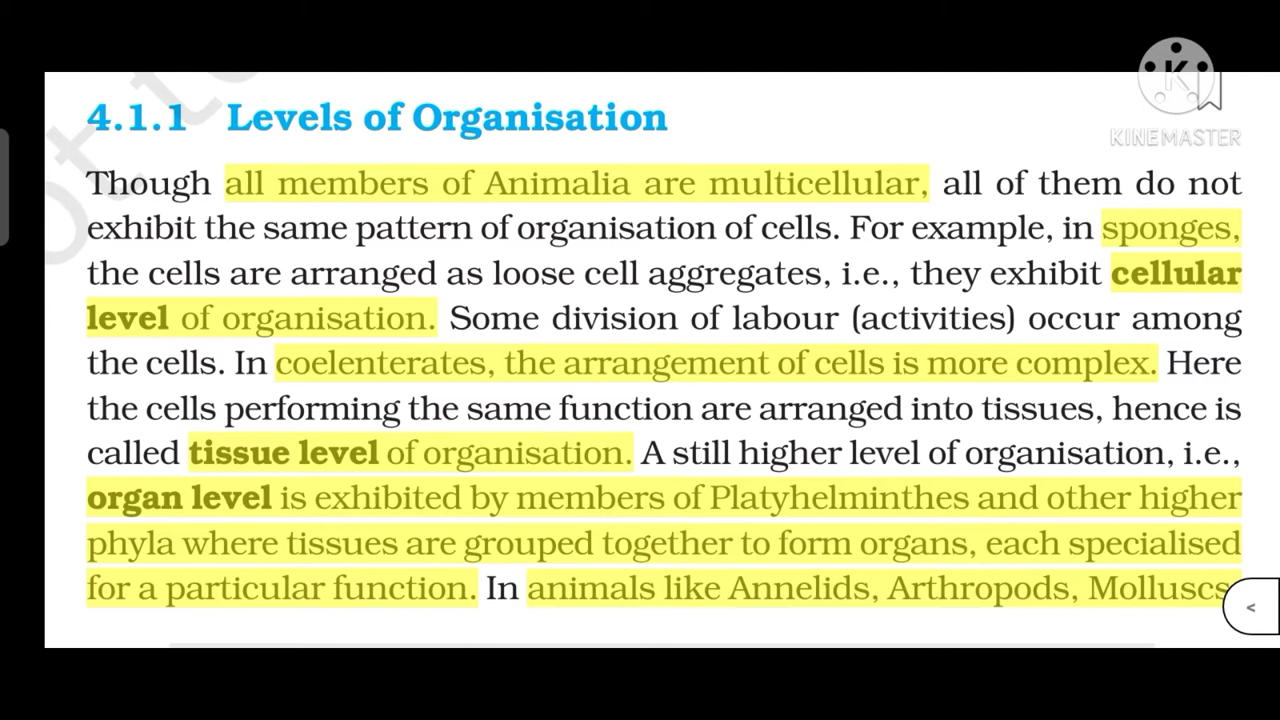 KINEMASTER
4.1.1 Levels of Organisation
Though all members of Animalia are multicellular, all of them do not
exhibit the same pattern of organisation of cells. For example, in sponges,
the cells are arranged as loose cell aggregates, i.e., they exhibit cellular
level of organisation. Some division of labour (activities) occur among
the cells. In coelenterates, the arrangement of cells is more complex. Here
the cells performing the same function are arranged into tissues, hence is
called tissue level of organisation. A still higher level of organisation, i.e.,
organ level is exhibited by members of Platyhelminthes and other higher
phyla where tissues are grouped together to form organs, each specialised
for a particular function. In animals like Annelids, Arthropods, Molluscs